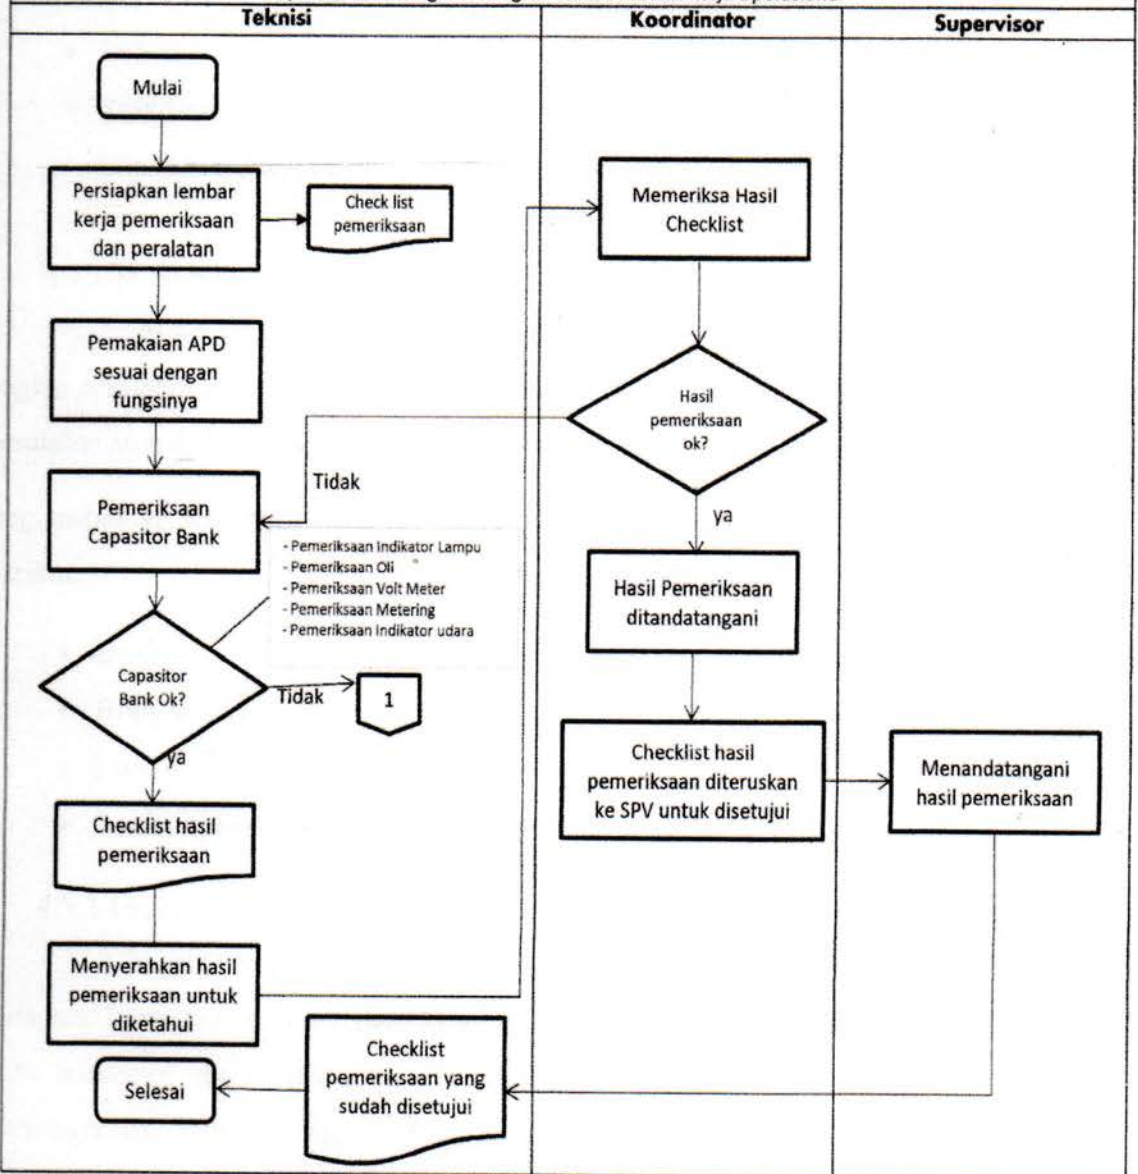 Teknisi
Koordinator
Supervisor
Mulai
Persiapkan lembar
kerja pemeriksaan
dan peralatan
Check list
pemeriksaan
Pemakaian APD
sesuai dengan
fungsinya
Pemeriksaan
Capasitor Bank
- Pemeriksaan Indikator Lampu
- Pemeriksaan Oli
- Pemeriksaan Volt Meter
- Pemeriksaan Metering
- Pemeriksaan Indikator udara
Capasitor
Bank Ok?
Tidak
1
ya
Checklist hasil
pemeriksaan
Menyerahkan hasil
pemeriksaan untuk
diketahui
Memeriksa Hasil
Checklist
Hasil
pemeriksaan
ok?
Tidak
ya
Hasil Pemeriksaan
ditandatangani
Checklist hasil
pemeriksaan diteruskan
ke SPV untuk disetujui
Menandatangani
hasil pemeriksaan
Checklist
pemeriksaan yang
sudah disetujui
Selesai